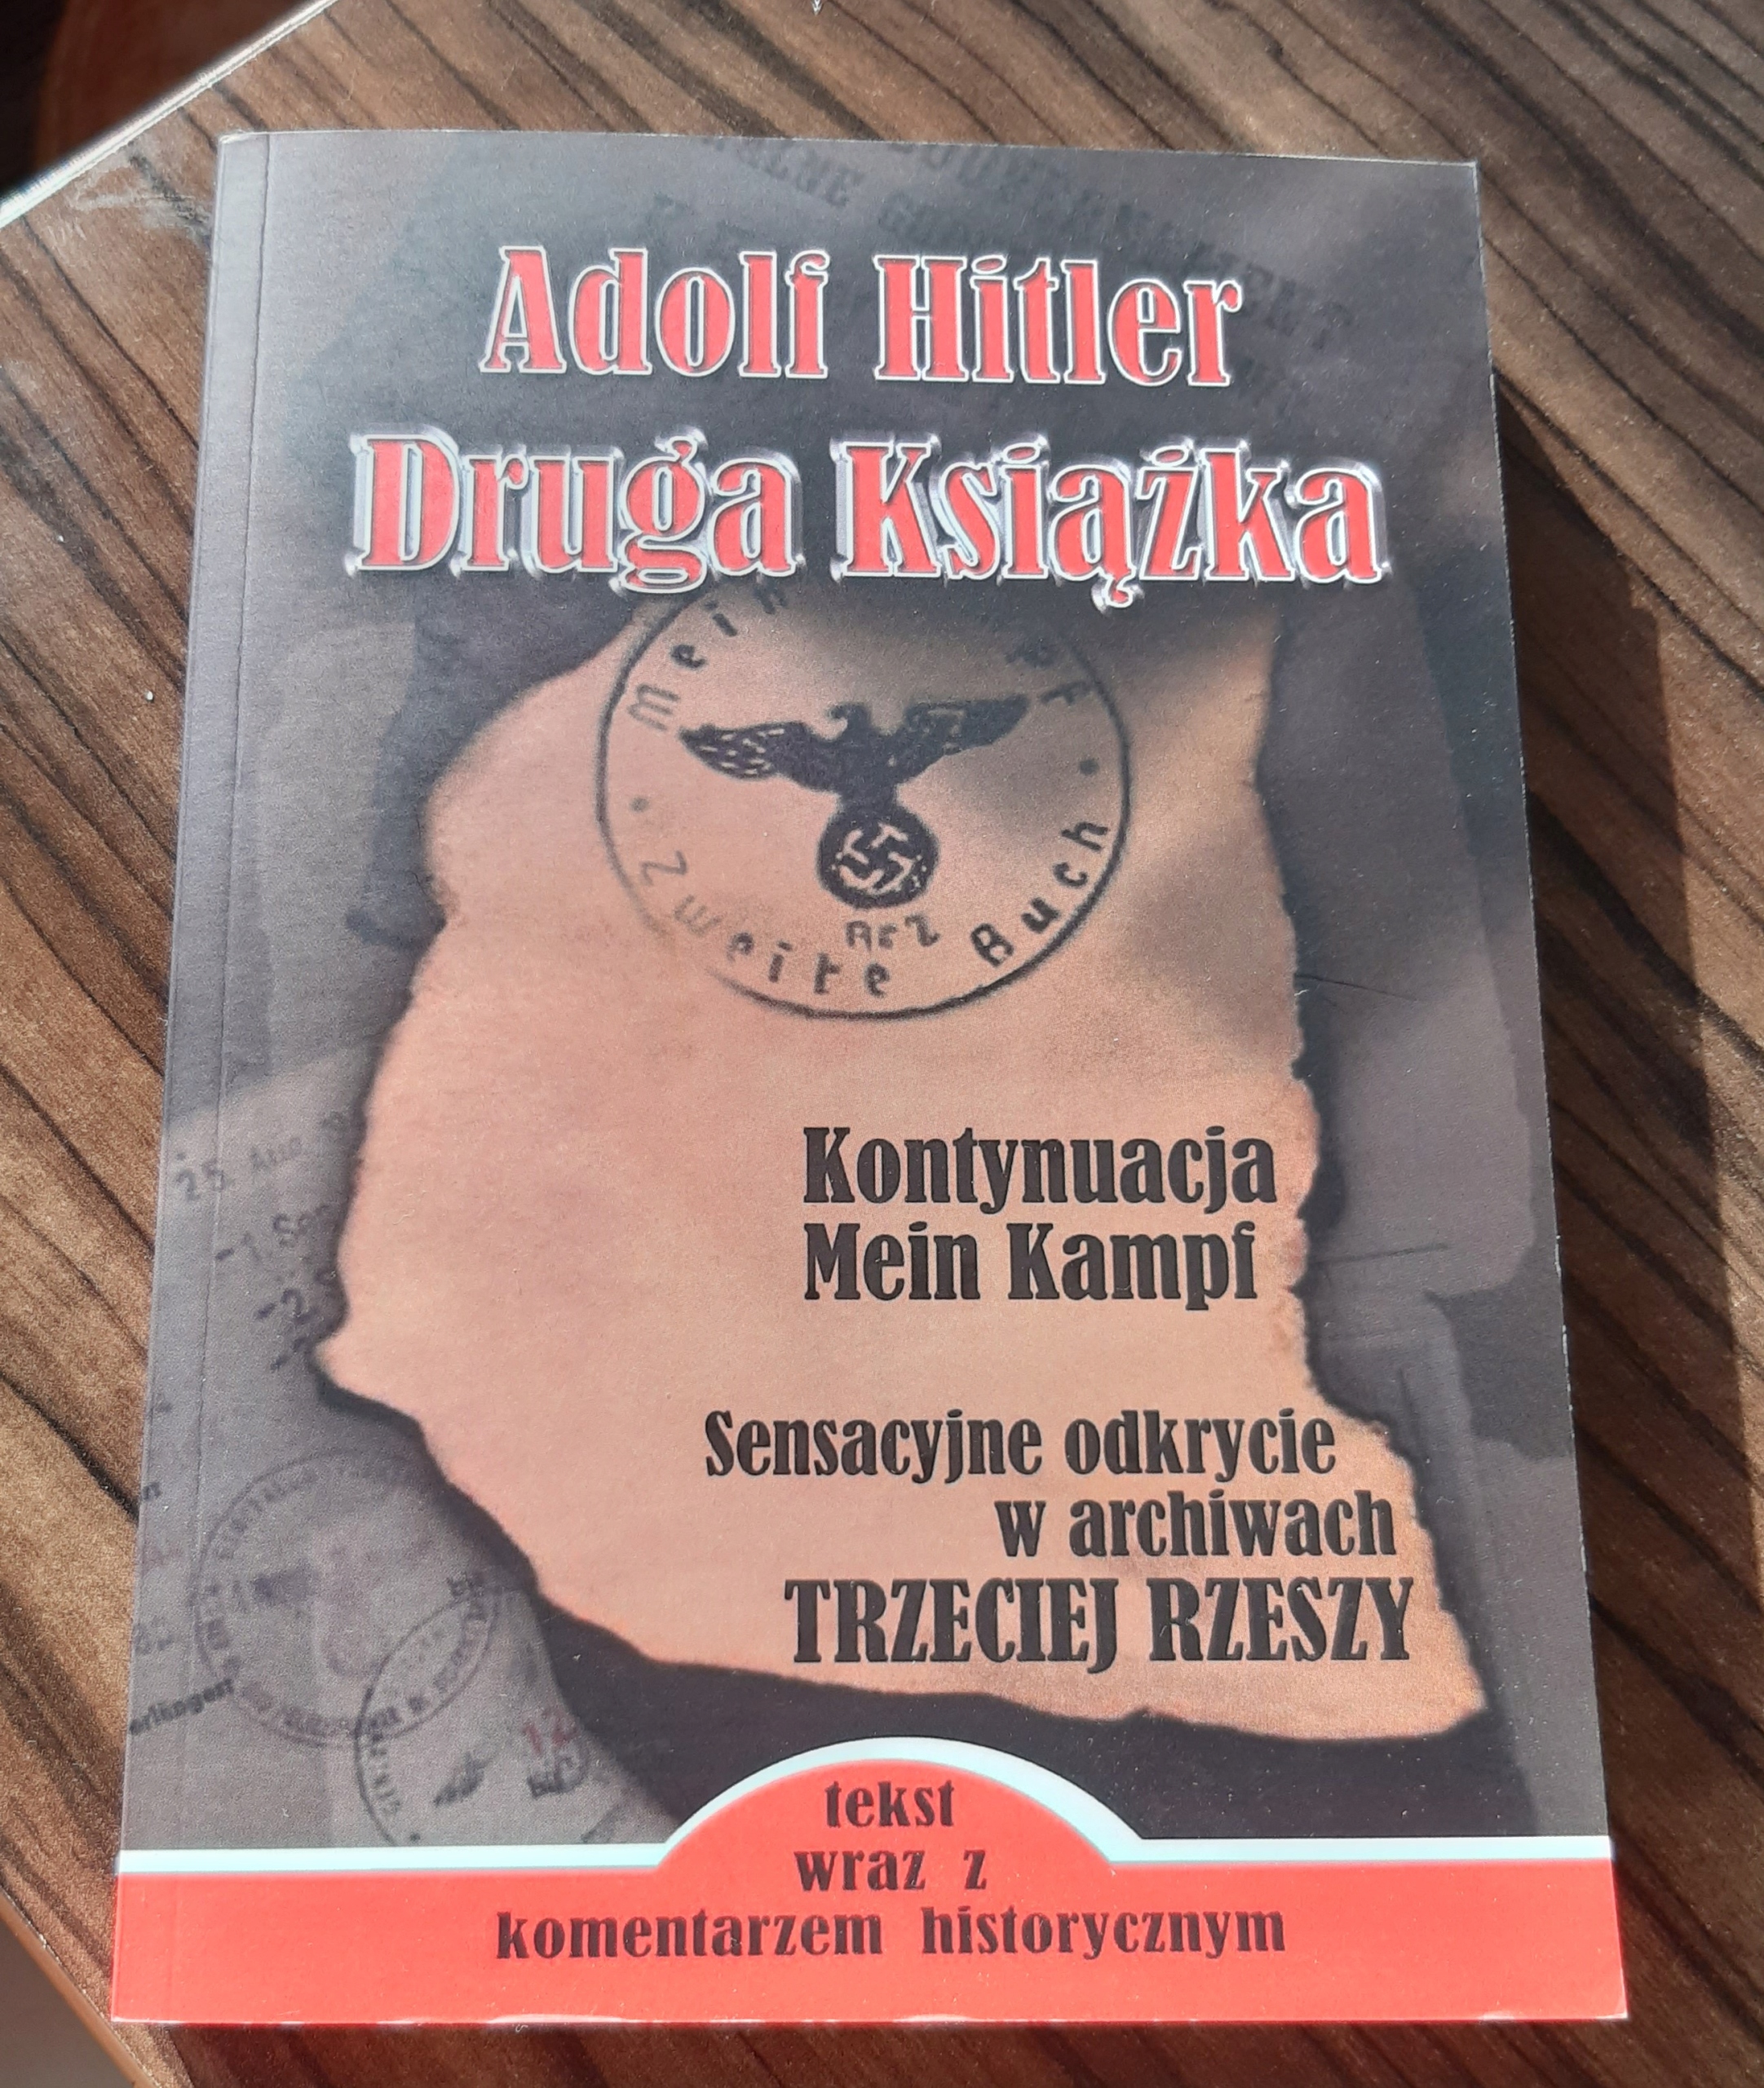 Adolf Hitler
Druga Książka
Mein
Zweite Buch
Kontynuacja
Mein Kampf
Sensacyjne odkrycie
w archiwach
TRZECIEJ RZESZY
tekst
wraz z
komentarzem historycznym